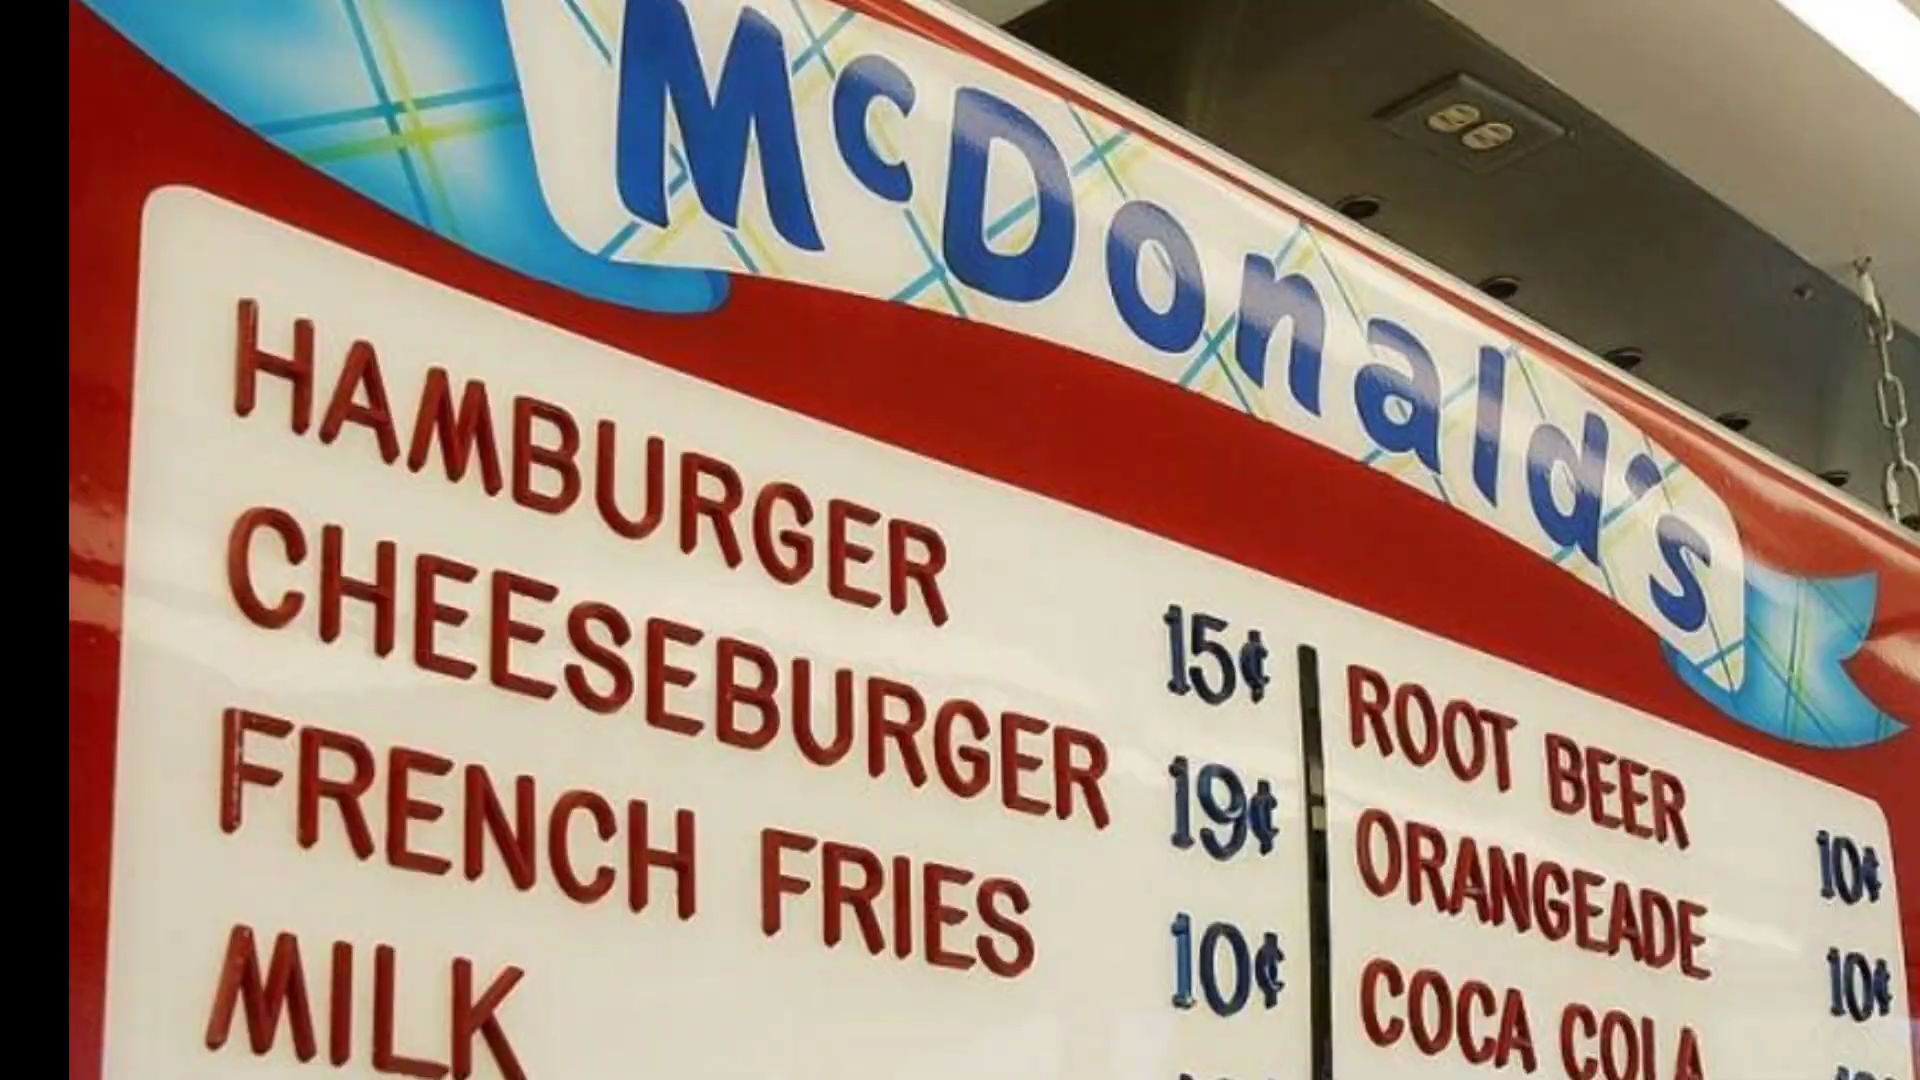 McDonald's
HAMBURGER 15¢
CHEESEBURGER 19¢
FRENCH FRIES 10¢
MILK
ROOT BEER 10¢
ORANGEADE 10¢
COCA COLA